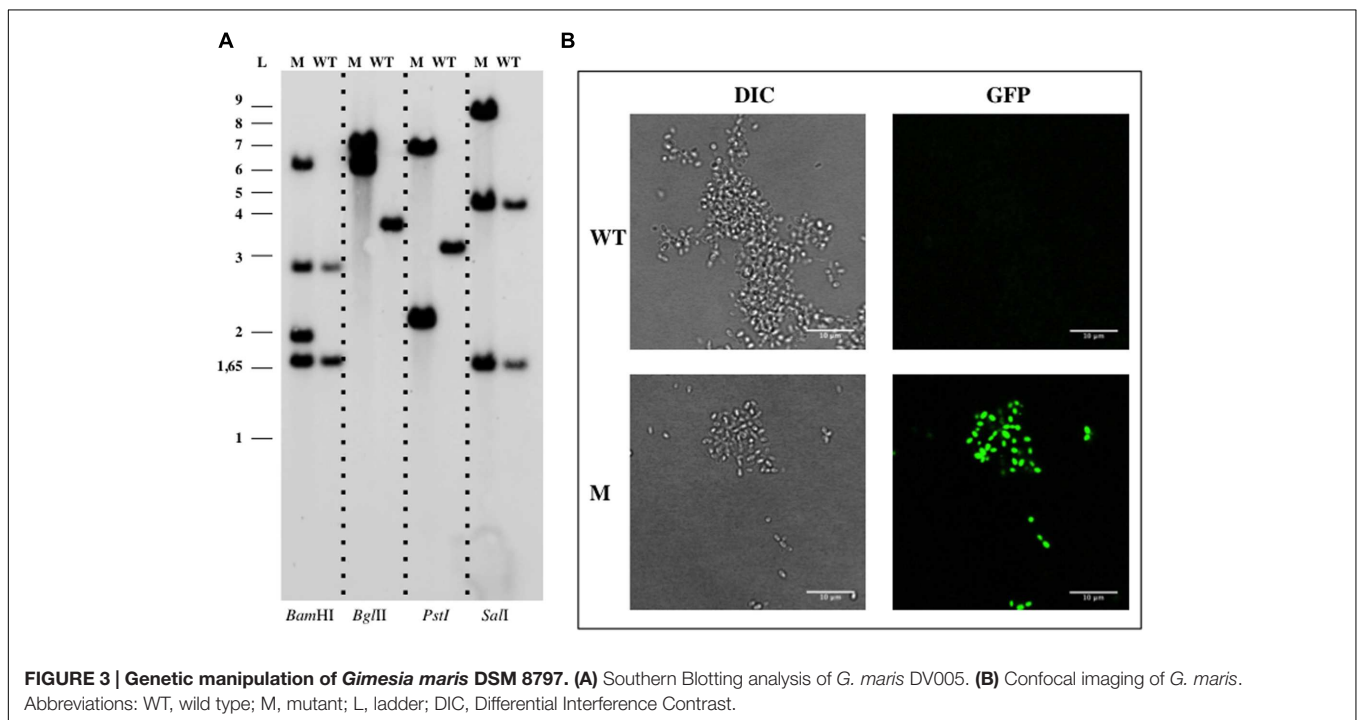 A
B
L M WT M WT M WT M WT
9
8
7
6
5
4
3
2
1,65
1
BamHI BglII PstI SalI
DIC GFP
WT
10 µm 10 µm
M
10 µm 10 µm
FIGURE 3 | Genetic manipulation of Gimesia maris DSM 8797. (A) Southern Blotting analysis of G. maris DV005. (B) Confocal imaging of G. maris.
Abbreviations: WT, wild type; M, mutant; L, ladder; DIC, Differential Interference Contrast.